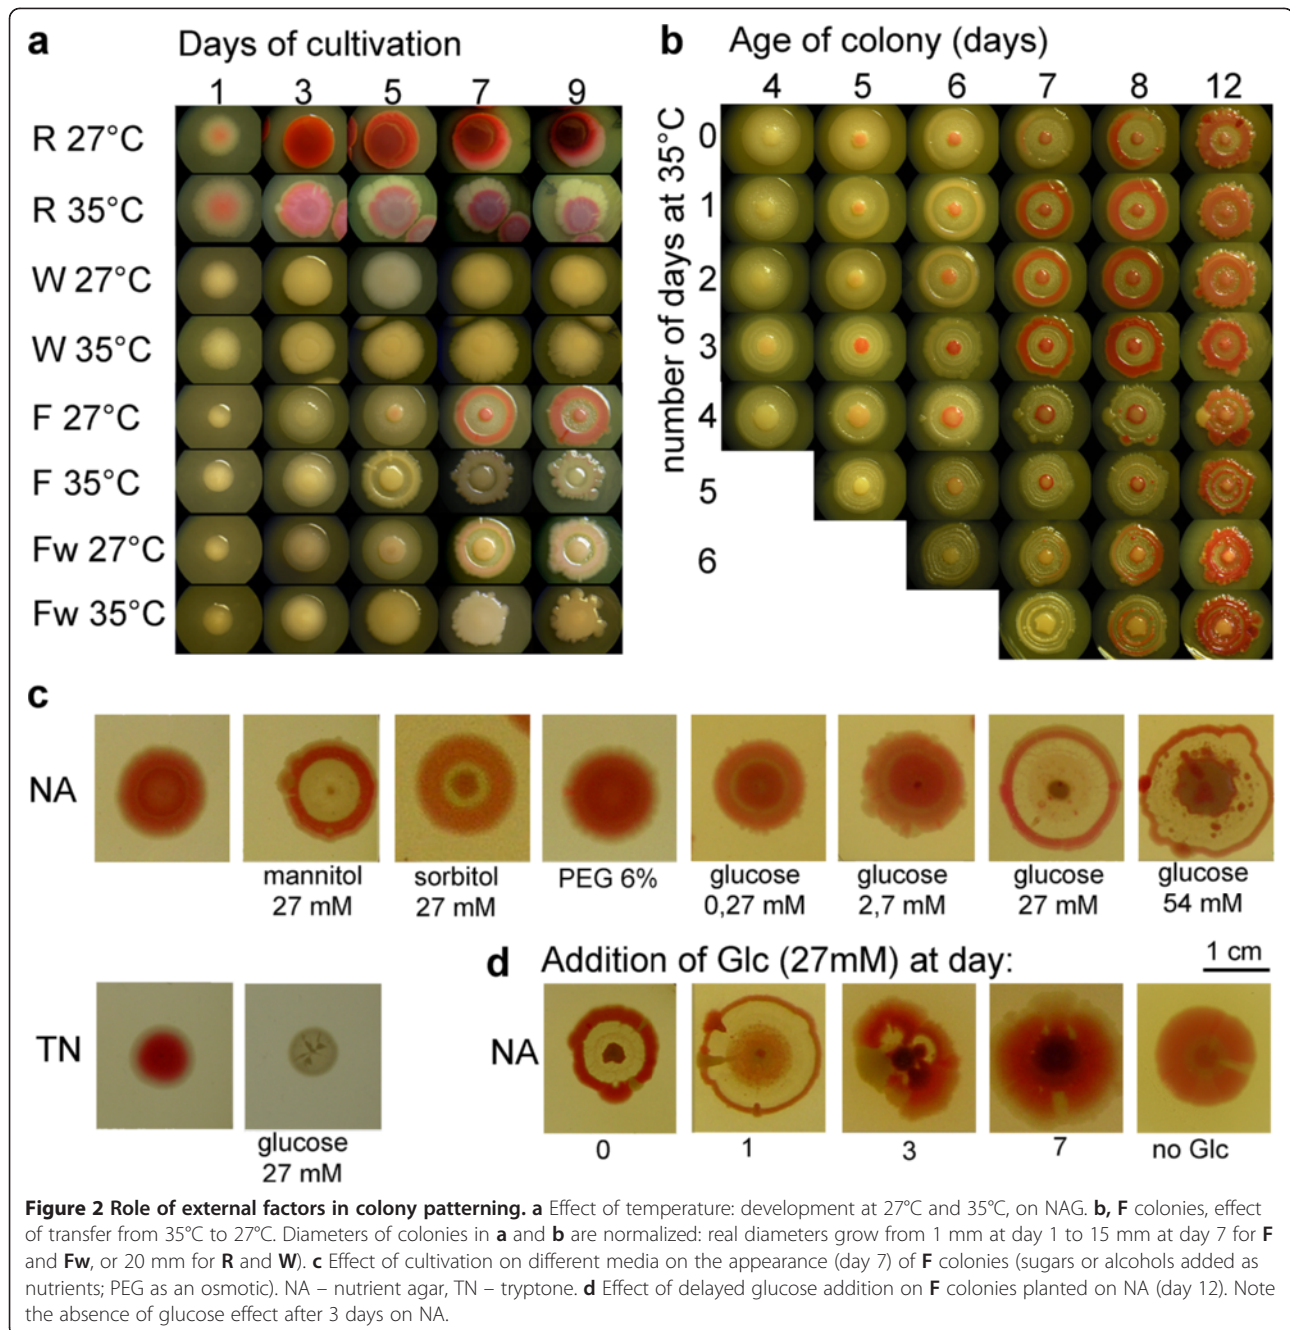 a Days of cultivation
1 3 5 7 9
R 27°C
R 35°C
W 27°C
W 35°C
F 27°C
F 35°C
Fw 27°C
Fw 35°C
b Age of colony (days)
4 5 6 7 8 12
number of days at 35°C
0
1
2
3
4
5
6
c
NA
mannitol
27 mM
sorbitol
27 mM
PEG 6%
glucose
0,27 mM
glucose
2,7 mM
glucose
27 mM
glucose
54 mM
TN
glucose
27 mM
d Addition of Glc (27mM) at day:
1 cm
NA
0 1 3 7 no Glc
Figure 2 Role of external factors in colony patterning. a Effect of temperature: development at 27°C and 35°C, on NAG. b, F colonies, effect
of transfer from 35°C to 27°C. Diameters of colonies in a and b are normalized: real diameters grow from 1 mm at day 1 to 15 mm at day 7 for F
and Fw, or 20 mm for R and W). c Effect of cultivation on different media on the appearance (day 7) of F colonies (sugars or alcohols added as
nutrients; PEG as an osmotic). NA – nutrient agar, TN – tryptone. d Effect of delayed glucose addition on F colonies planted on NA (day 12). Note
the absence of glucose effect after 3 days on NA.